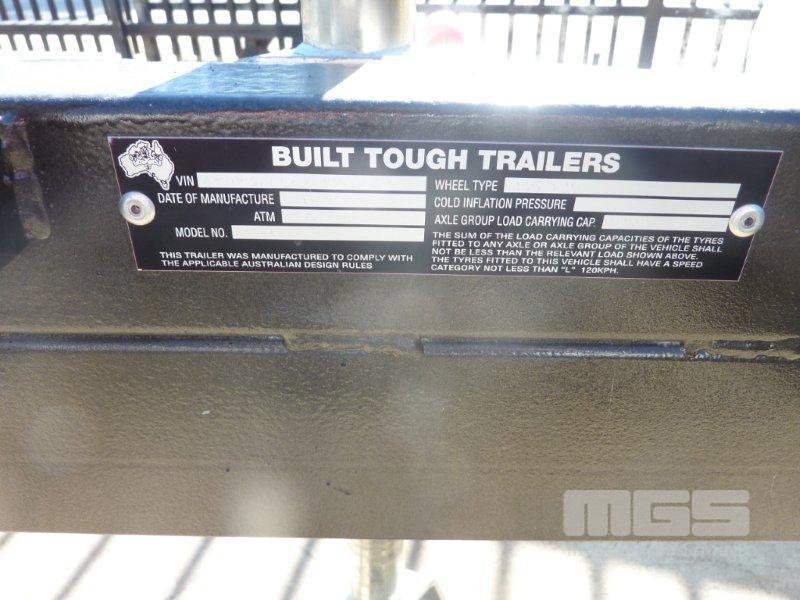 BUILT TOUGH TRAILERS
VIN
DATE OF MANUFACTURE
ATM
MODEL NO.
THIS TRAILER WAS MANUFACTURED TO COMPLY WITH
THE APPLICABLE AUSTRALIAN DESIGN RULES
WHEEL TYPE
COLD INFLATION PRESSURE
AXLE GROUP LOAD CARRYING CAP.
THE SUM OF THE LOAD CARRYING CAPACITIES OF THE TYRES
FITTED TO ANY AXLE OR AXLE GROUP OF THE VEHICLE SHALL
NOT BE LESS THAN THE RELEVANT LOAD SHOWN ABOVE.
THE TYRES FITTED TO THIS VEHICLE SHALL HAVE A SPEED
CATEGORY NOT LESS THAN "L" 120KPH.
MGS